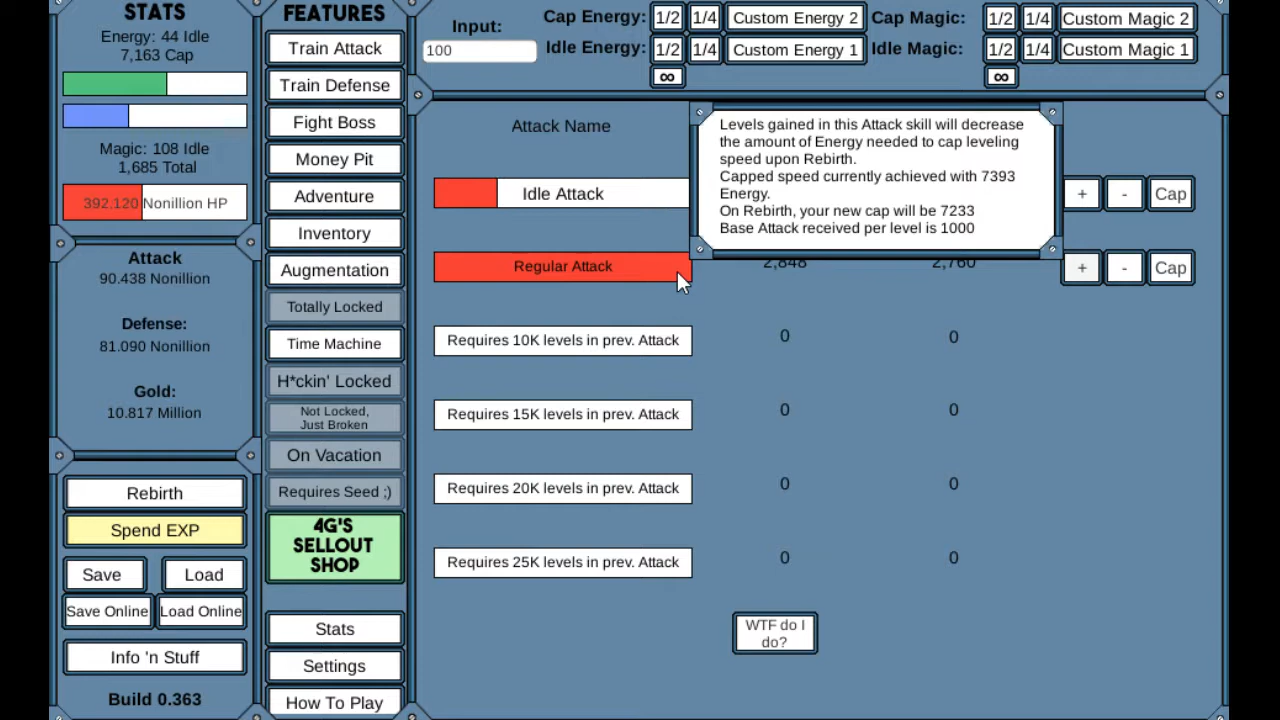 STATS
Energy: 44 Idle
7,163 Cap
Magic: 108 Idle
1,685 Total
392.120 Nonillion HP
Attack
90.438 Nonillion
Defense:
81.090 Nonillion
Gold:
10.817 Million
Rebirth
Spend EXP
Save
Load
Save Online
Load Online
Info 'n Stuff
Build 0.363
FEATURES
Train Attack
Train Defense
Fight Boss
Money Pit
Adventure
Inventory
Augmentation
Totally Locked
Time Machine
H*ckin' Locked
Not Locked,
Just Broken
On Vacation
Requires Seed ;)
4G'S
SELLOUT
SHOP
Stats
Settings
How To Play
Input:
100
Cap Energy: 1/2 1/4 Custom Energy 2 Cap Magic: 1/2 1/4 Custom Magic 2
Idle Energy: 1/2 1/4 Custom Energy 1 Idle Magic: 1/2 1/4 Custom Magic 1
∞ ∞
Attack Name
Levels gained in this Attack skill will decrease
the amount of Energy needed to cap leveling
speed upon Rebirth.
Capped speed currently achieved with 7393
Energy.
On Rebirth, your new cap will be 7233
Base Attack received per level is 1000
Idle Attack + - Cap
Regular Attack 2,848 2,760 + - Cap
Requires 10K levels in prev. Attack 0 0
Requires 15K levels in prev. Attack 0 0
Requires 20K levels in prev. Attack 0 0
Requires 25K levels in prev. Attack 0 0
WTF do I
do?